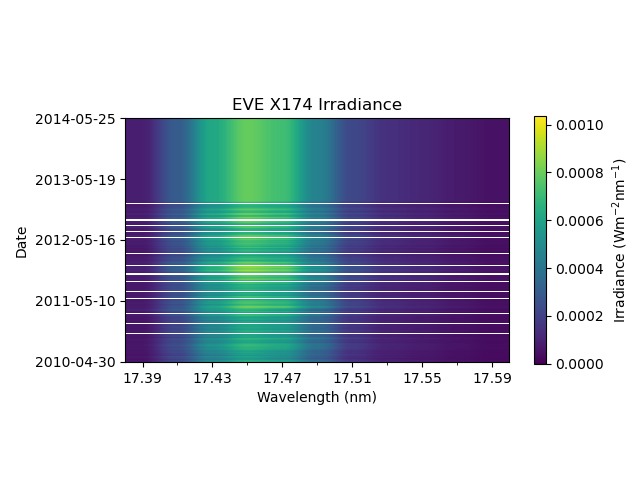 EVE X174 Irradiance
2014-05-25
2013-05-19
2012-05-16
2011-05-10
2010-04-30
Date
17.39 17.43 17.47 17.51 17.55 17.59
Wavelength (nm)
0.0010
0.0008
0.0006
0.0004
0.0002
0.0000
Irradiance (Wm⁻²nm⁻¹)